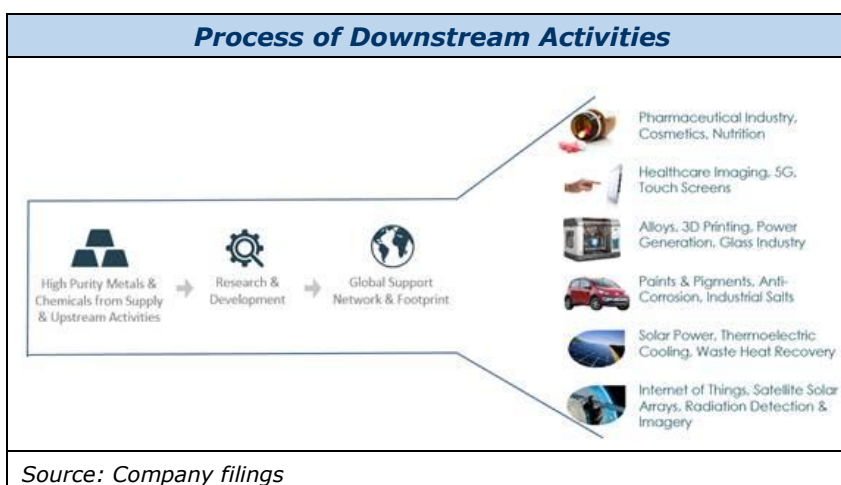 Process of Downstream Activities
High Purity Metals &
Chemicals from Supply
& Upstream Activities
Research &
Development
Global Support
Network & Footprint
Pharmaceutical Industry,
Cosmetics, Nutrition
Healthcare Imaging, 5G,
Touch Screens
Alloys, 3D Printing, Power
Generation, Glass Industry
Paints & Pigments, Anti-
Corrosion, Industrial Salts
Solar Power, Thermoelectric
Cooling, Waste Heat Recovery
Internet of Things, Satellite Solar
Arrays, Radiation Detection &
Imagery
Source: Company filings